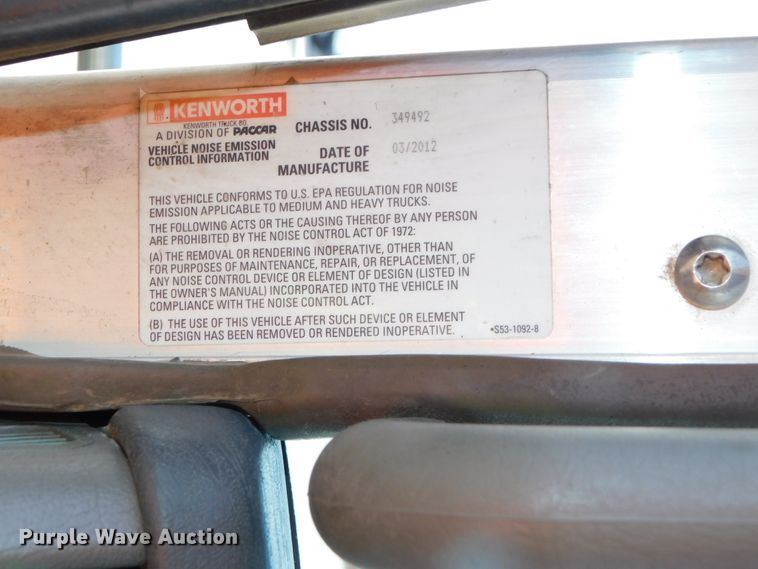 KENWORTH
KENWORTH TRUCK CO.
A DIVISION OF PACCAR
VEHICLE NOISE EMISSION
CONTROL INFORMATION
CHASSIS NO. 349492
DATE OF 03/2012
MANUFACTURE
THIS VEHICLE CONFORMS TO U.S. EPA REGULATION FOR NOISE
EMISSION APPLICABLE TO MEDIUM AND HEAVY TRUCKS.
THE FOLLOWING ACTS OR THE CAUSING THEREOF BY ANY PERSON
ARE PROHIBITED BY THE NOISE CONTROL ACT OF 1972:
(A) THE REMOVAL OR RENDERING INOPERATIVE, OTHER THAN
FOR PURPOSES OF MAINTENANCE, REPAIR, OR REPLACEMENT, OF
ANY NOISE CONTROL DEVICE OR ELEMENT OF DESIGN (LISTED IN
THE OWNER'S MANUAL) INCORPORATED INTO THE VEHICLE IN
COMPLIANCE WITH THE NOISE CONTROL ACT.
(B) THE USE OF THIS VEHICLE AFTER SUCH DEVICE OR ELEMENT
OF DESIGN HAS BEEN REMOVED OR RENDERED INOPERATIVE.
*S53-1092-8
Purple Wave Auction